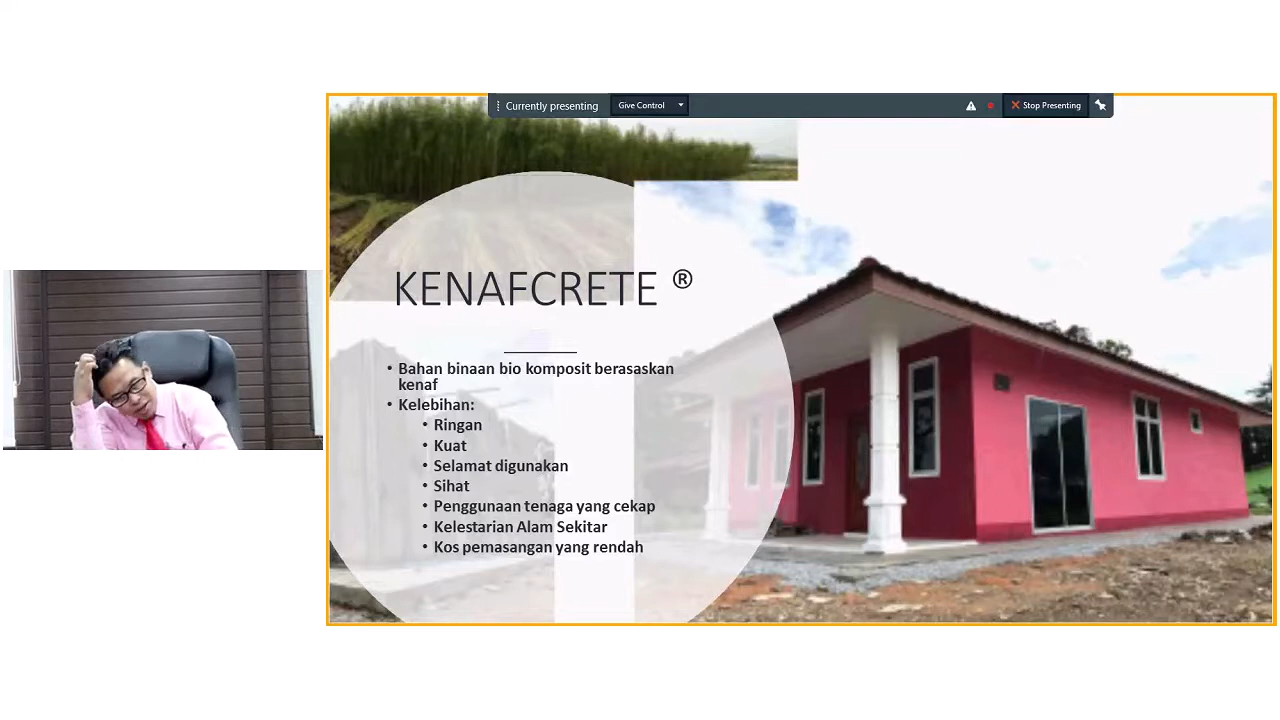 Currently presenting
Give Control
Stop Presenting
KENAFCRETE ®
• Bahan binaan bio komposit berasaskan
kenaf
• Kelebihan:
• Ringan
• Kuat
• Selamat digunakan
• Sihat
• Penggunaan tenaga yang cekap
• Kelestarian Alam Sekitar
• Kos pemasangan yang rendah